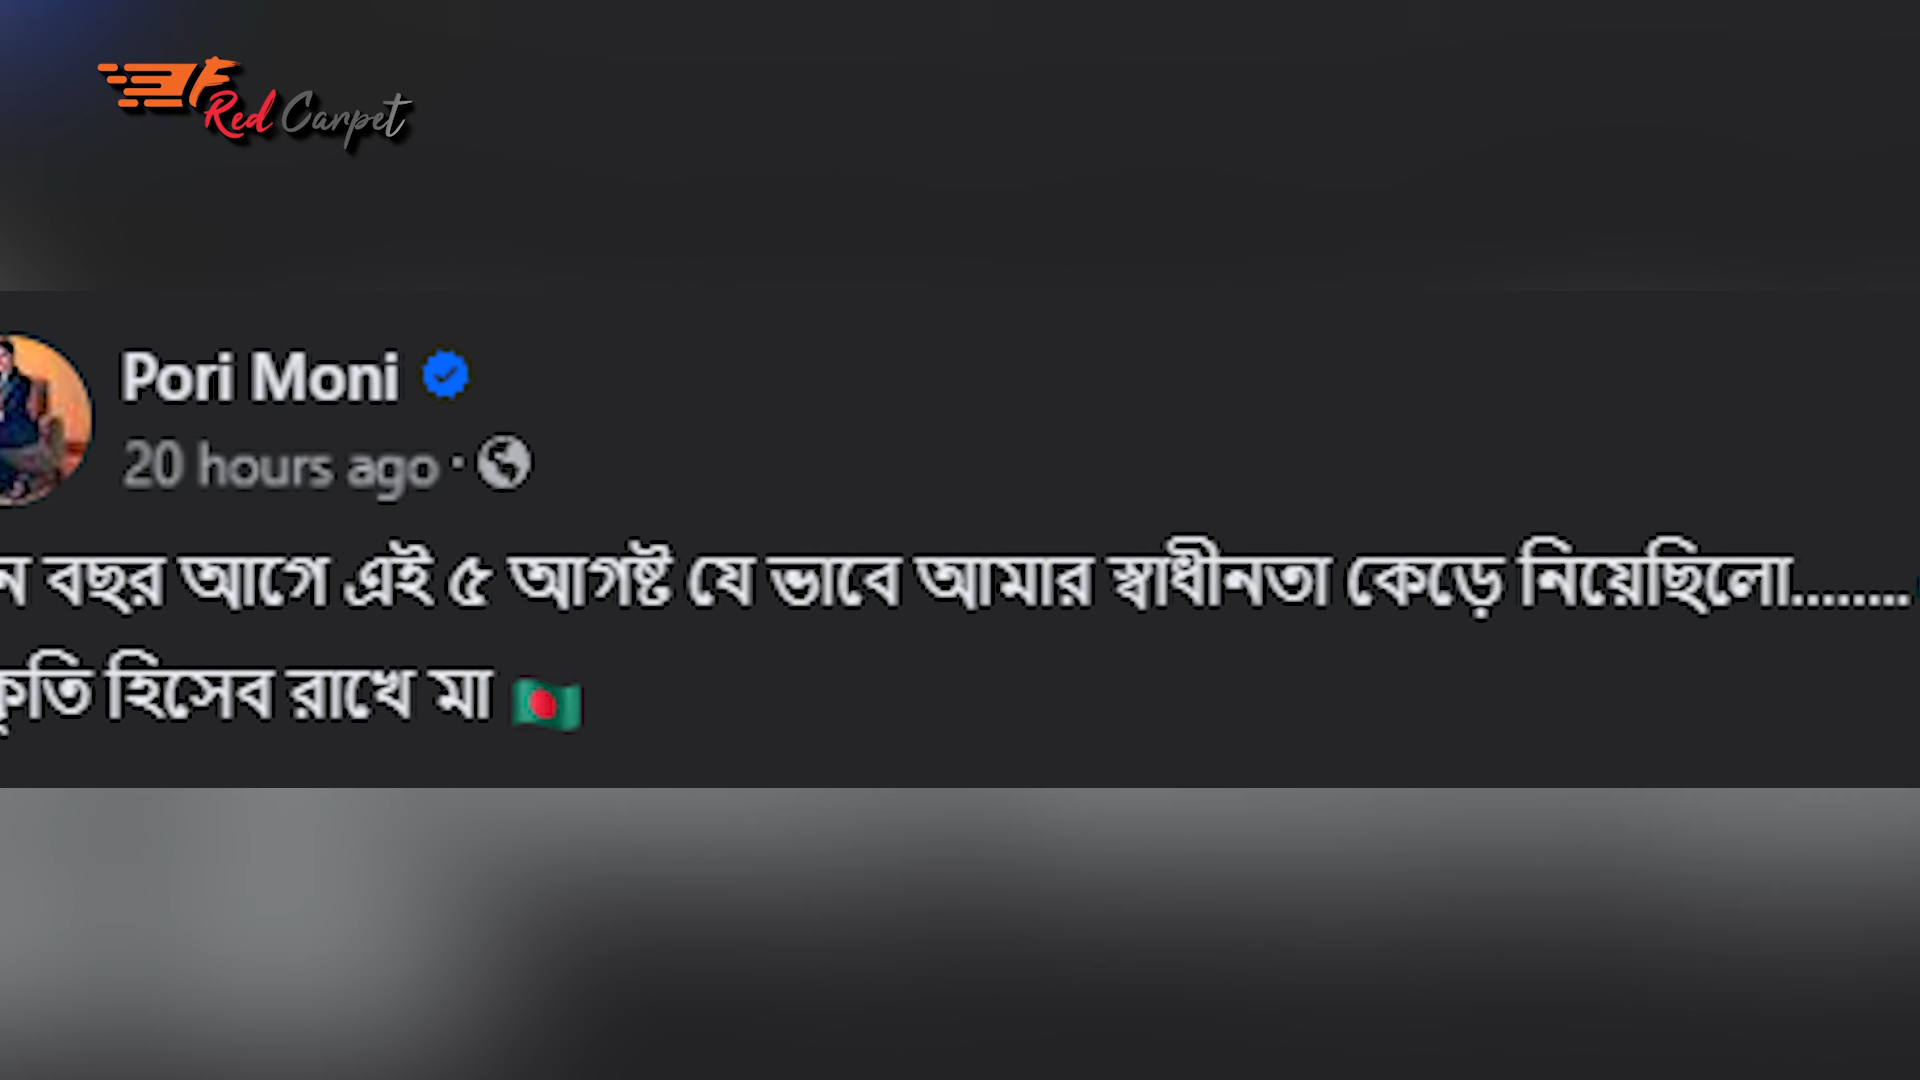 Red Carpet
Pori Moni
20 hours ago ·
বছর আগে এই ৫ আগষ্ট যে ভাবে আমার স্বাধীনতা কেড়ে নিয়েছিলো........
হিসেব রাখে মা 🇧🇩